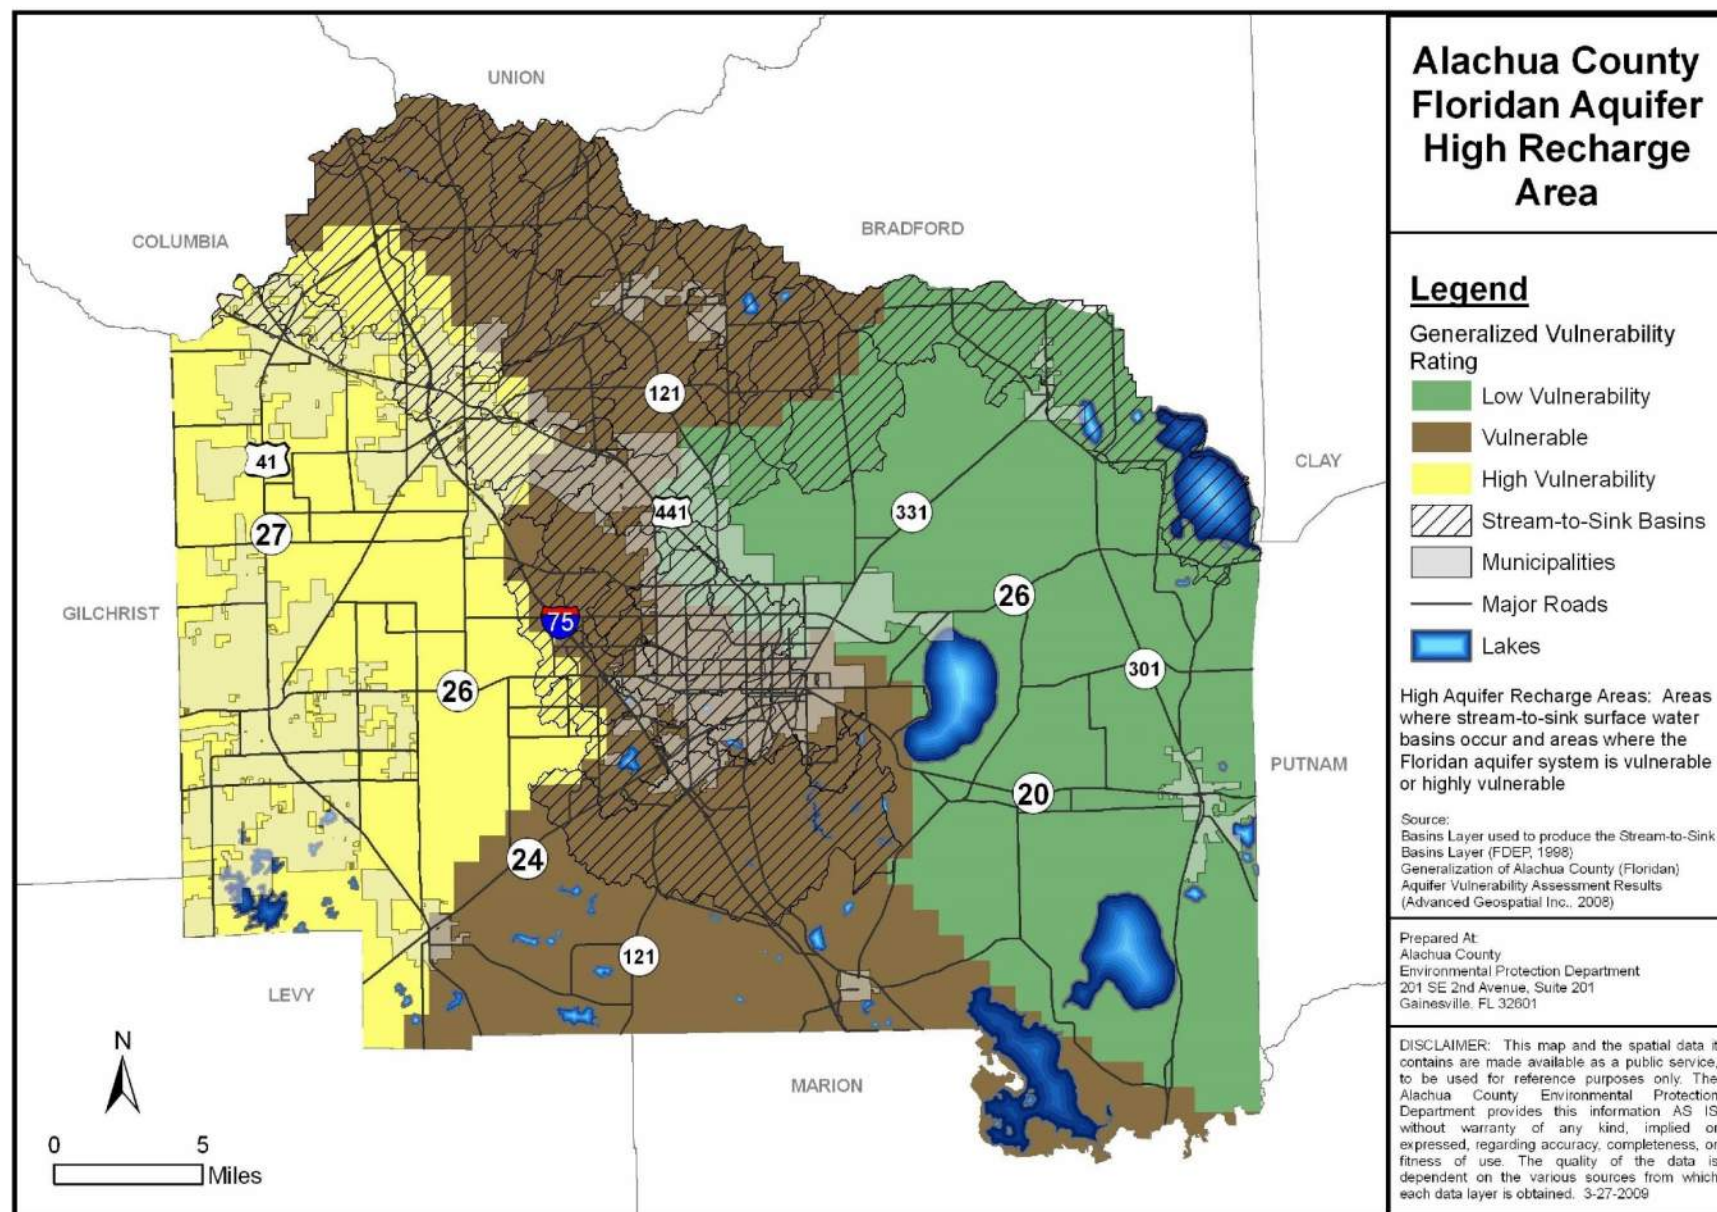 UNION
COLUMBIA
BRADFORD
121
41
CLAY
441
331
27
26
GILCHRIST
75
301
26
PUTNAM
20
24
121
LEVY
MARION
N
0 5
Miles
Alachua County
Floridan Aquifer
High Recharge
Area
Legend
Generalized Vulnerability
Rating
Low Vulnerability
Vulnerable
High Vulnerability
Stream-to-Sink Basins
Municipalities
Major Roads
Lakes
High Aquifer Recharge Areas: Areas
where stream-to-sink surface water
basins occur and areas where the
Floridan aquifer system is vulnerable
or highly vulnerable
Source:
Basins Layer used to produce the Stream-to-Sink
Basins Layer (FDEP, 1998)
Generalization of Alachua County (Floridan)
Aquifer Vulnerability Assessment Results
(Advanced Geospatial Inc., 2008)
Prepared At:
Alachua County
Environmental Protection Department
201 SE 2nd Avenue, Suite 201
Gainesville, FL 32601
DISCLAIMER: This map and the spatial data it
contains are made available as a public service,
to be used for reference purposes only. The
Alachua County Environmental Protection
Department provides this information AS IS
without warranty of any kind, implied or
expressed, regarding accuracy, completeness, or
fitness of use. The quality of the data is
dependent on the various sources from which
each data layer is obtained. 3-27-2009